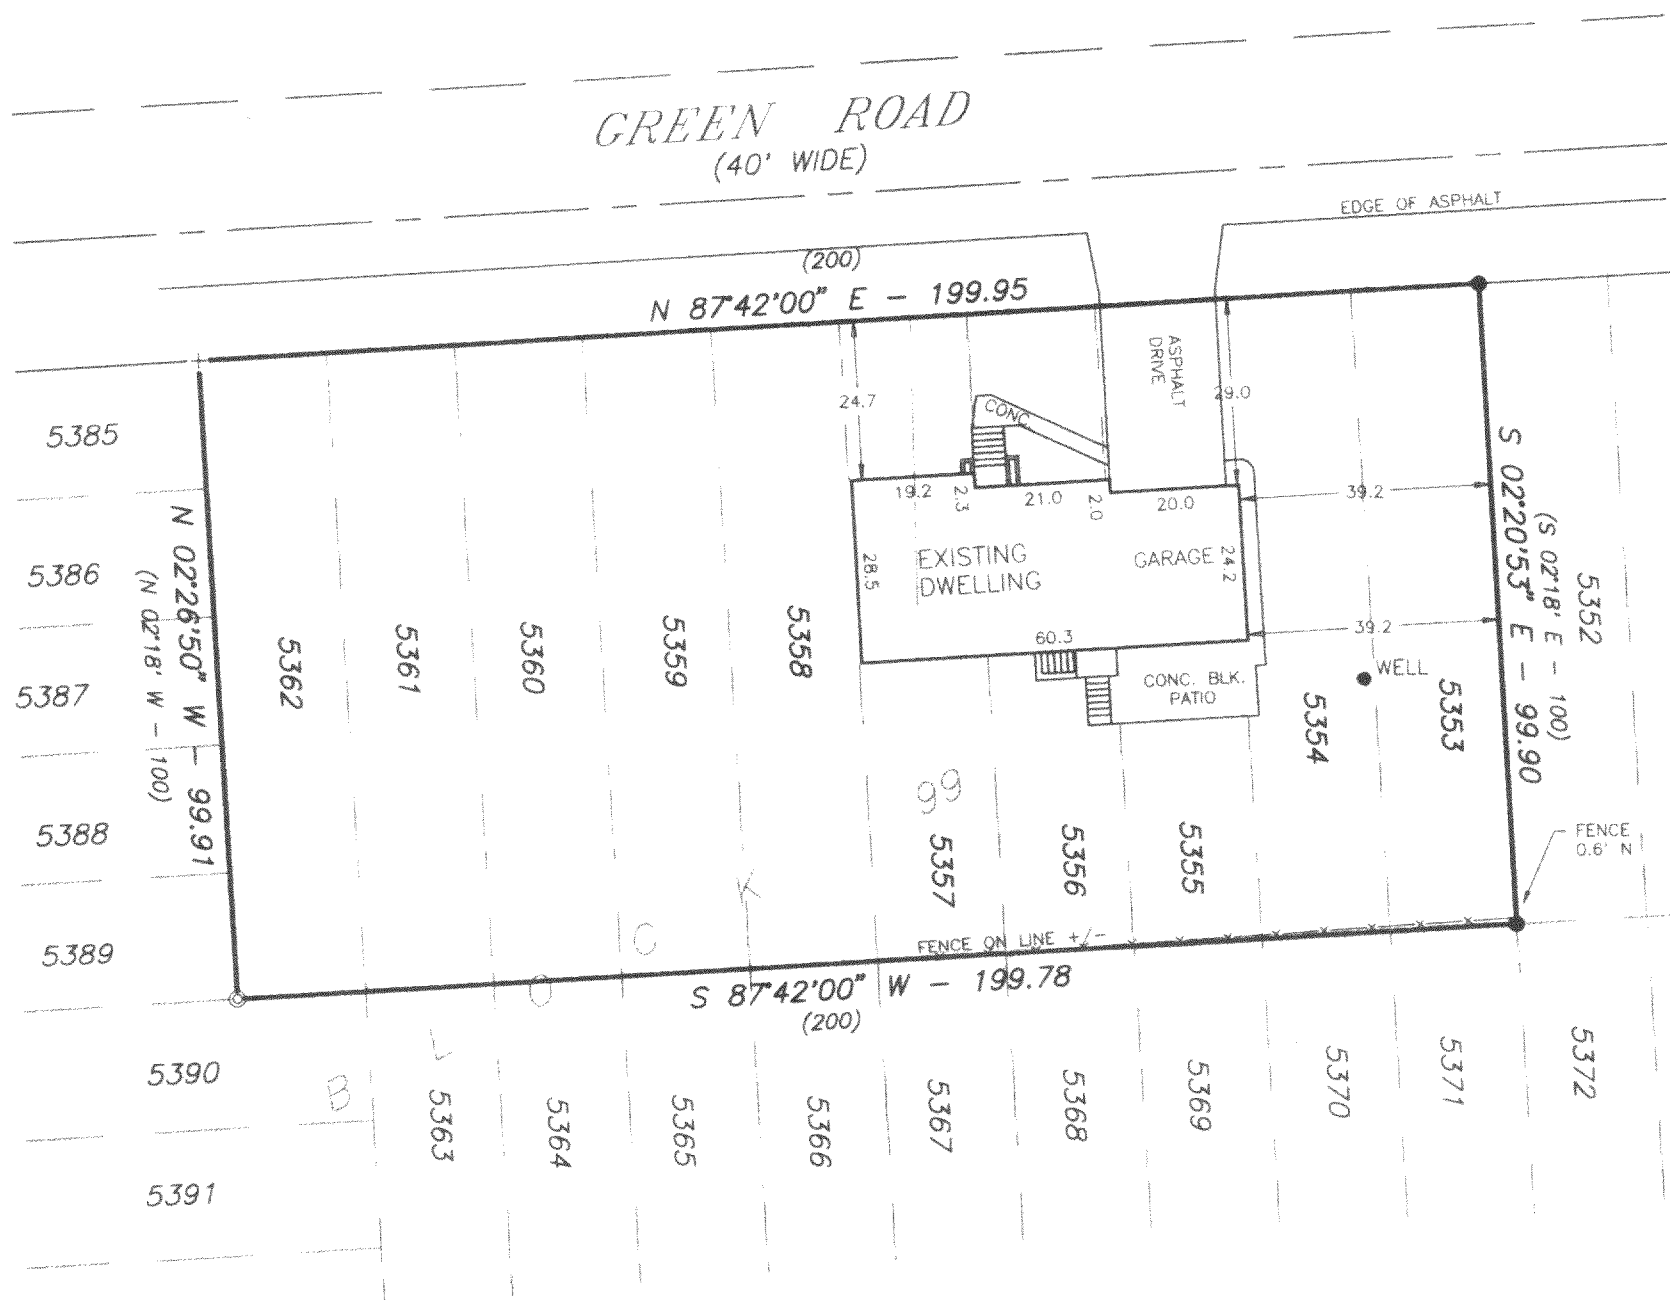 GREEN ROAD
(40' WIDE)
EDGE OF ASPHALT
(200)
N 87°42'00" E - 199.95
ASPHALT
DRIVE
24.7
29.0
CONC
5385
19.2
2.3
21.0
2.0
20.0
39.2
S 02°20'53" E - 99.90
(S 02°18' E - 100)
N 02°26'50" W - 99.91
(N 02°18' W - 100)
5386
28.5
EXISTING
DWELLING
GARAGE
24.2
5352
60.3
39.2
WELL
CONC. BLK.
PATIO
5387
5362
5361
5360
5359
5358
5354
5353
99
5388
5357
5356
5355
FENCE
0.6' N
5389
FENCE ON LINE +/-
S 87°42'00" W - 199.78
(200)
BLOCK
5390
5363
5364
5365
5366
5367
5368
5369
5370
5371
5372
5391